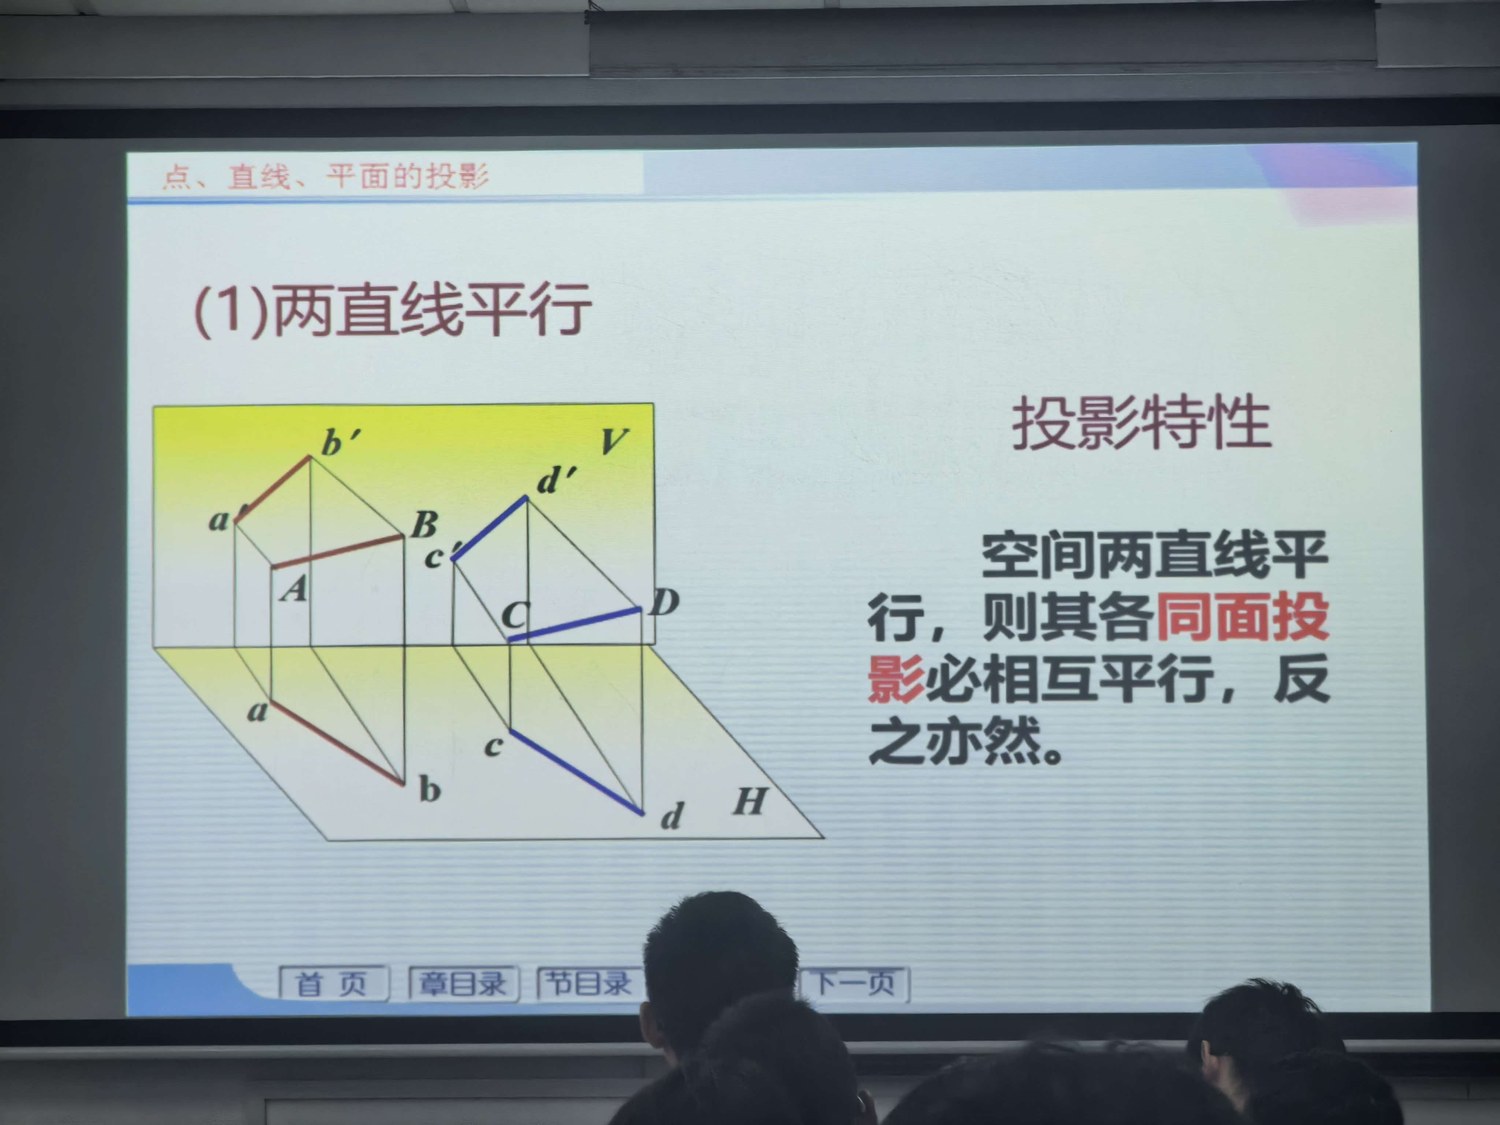 点、直线、平面的投影
(1)两直线平行
b′
V
d′
a′
B
c′
A
C
D
a
c
b
H
d
投影特性
空间两直线平
行，则其各同面投
影必相互平行，反
之亦然。
首 页
章目录
节目录
下一页